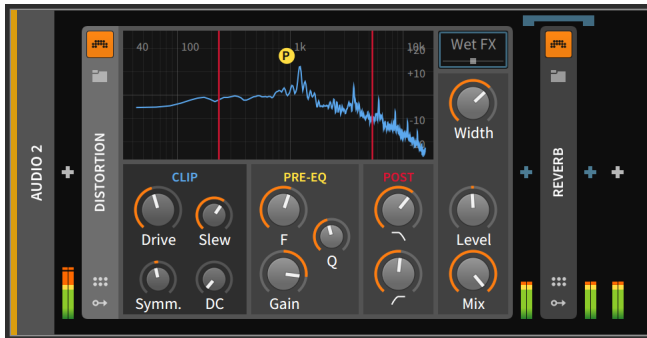 AUDIO 2
DISTORTION
40
100
1k
10k
+20
+10
-10
P
Wet FX
Width
CLIP
PRE-EQ
POST
Drive
Slew
F
Q
Level
Symm.
DC
Gain
Mix
REVERB